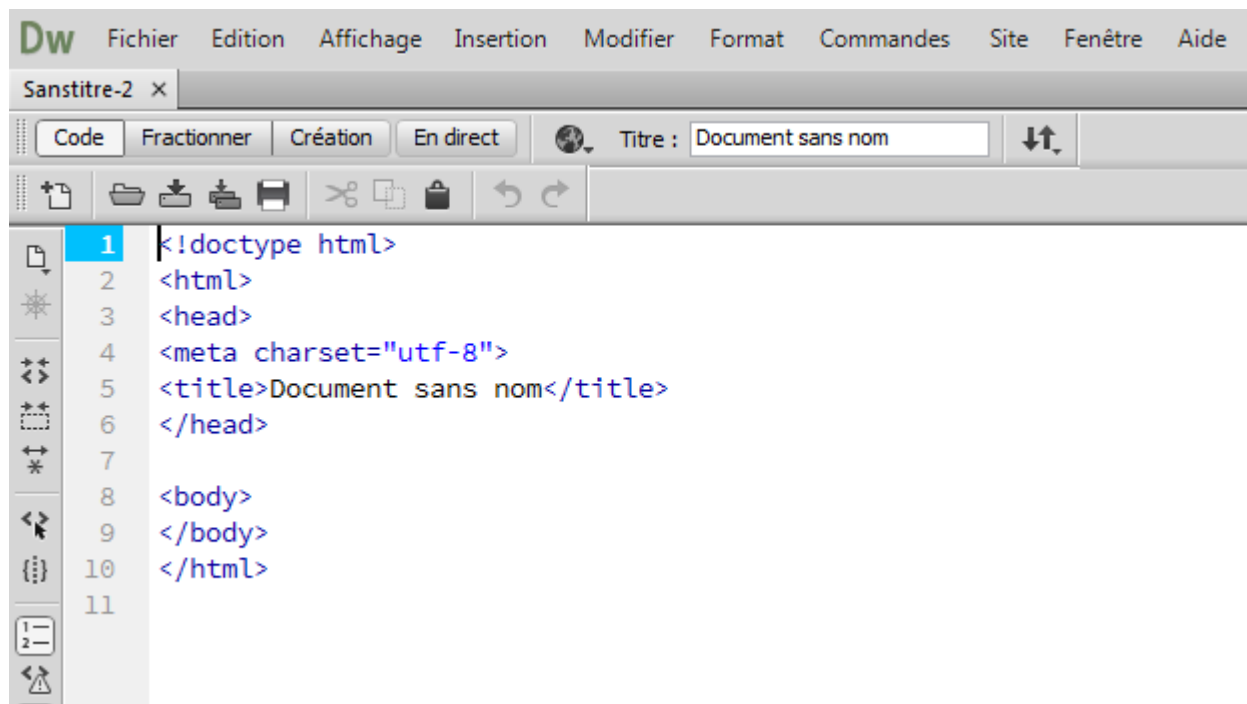 Dw Fichier Edition Affichage Insertion Modifier Format Commandes Site Fenêtre Aide
Sanstitre-2 ×
Code Fractionner Création En direct Titre : Document sans nom
1 <!doctype html>
2 <html>
3 <head>
4 <meta charset="utf-8">
5 <title>Document sans nom</title>
6 </head>
7
8 <body>
9 </body>
10 </html>
11